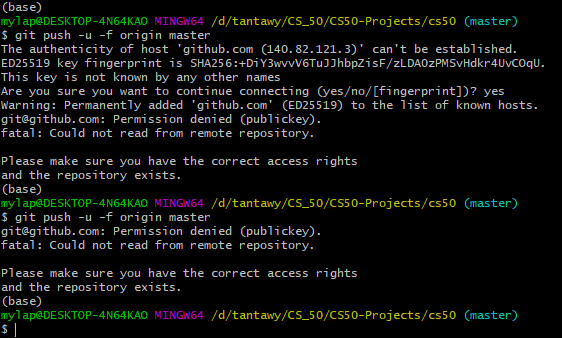 (base)
mylap@DESKTOP-4N64KAO MINGW64 /d/tantawy/CS_50/CS50-Projects/cs50 (master)
$ git push -u -f origin master
The authenticity of host 'github.com (140.82.121.3)' can't be established.
ED25519 key fingerprint is SHA256:+DiY3wvvV6TuJJhbpZisF/zLDA0zPMSvHdkr4UvCOqU.
This key is not known by any other names
Are you sure you want to continue connecting (yes/no/[fingerprint])? yes
Warning: Permanently added 'github.com' (ED25519) to the list of known hosts.
git@github.com: Permission denied (publickey).
fatal: Could not read from remote repository.
Please make sure you have the correct access rights
and the repository exists.
(base)
mylap@DESKTOP-4N64KAO MINGW64 /d/tantawy/CS_50/CS50-Projects/cs50 (master)
$ git push -u -f origin master
git@github.com: Permission denied (publickey).
fatal: Could not read from remote repository.
Please make sure you have the correct access rights
and the repository exists.
(base)
mylap@DESKTOP-4N64KAO MINGW64 /d/tantawy/CS_50/CS50-Projects/cs50 (master)
$